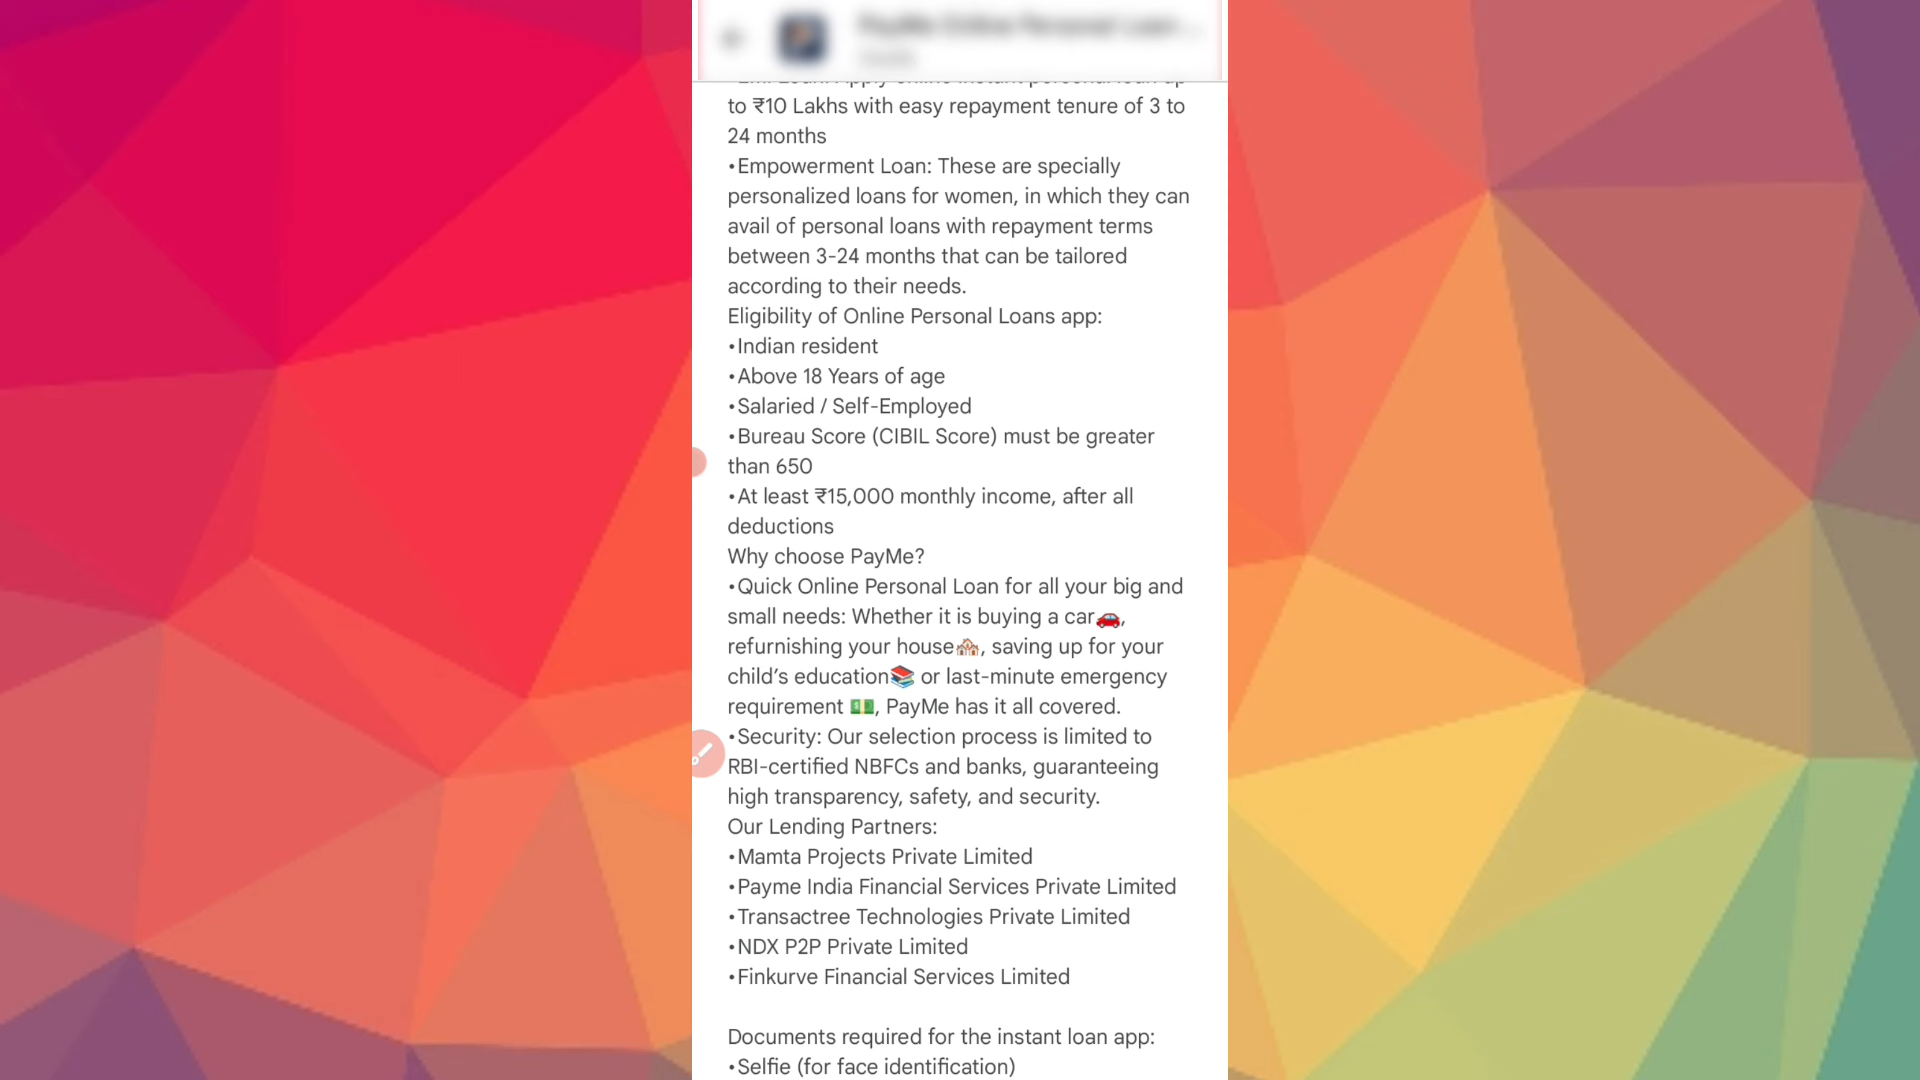 to ₹10 Lakhs with easy repayment tenure of 3 to
24 months
•Empowerment Loan: These are specially
personalized loans for women, in which they can
avail of personal loans with repayment terms
between 3-24 months that can be tailored
according to their needs.
Eligibility of Online Personal Loans app:
•Indian resident
•Above 18 Years of age
•Salaried / Self-Employed
•Bureau Score (CIBIL Score) must be greater
than 650
•At least ₹15,000 monthly income, after all
deductions
Why choose PayMe?
•Quick Online Personal Loan for all your big and
small needs: Whether it is buying a car🚗,
refurnishing your house🏘️, saving up for your
child’s education📚 or last-minute emergency
requirement 💵, PayMe has it all covered.
•Security: Our selection process is limited to
RBI-certified NBFCs and banks, guaranteeing
high transparency, safety, and security.
Our Lending Partners:
•Mamta Projects Private Limited
•Payme India Financial Services Private Limited
•Transactree Technologies Private Limited
•NDX P2P Private Limited
•Finkurve Financial Services Limited
Documents required for the instant loan app:
•Selfie (for face identification)